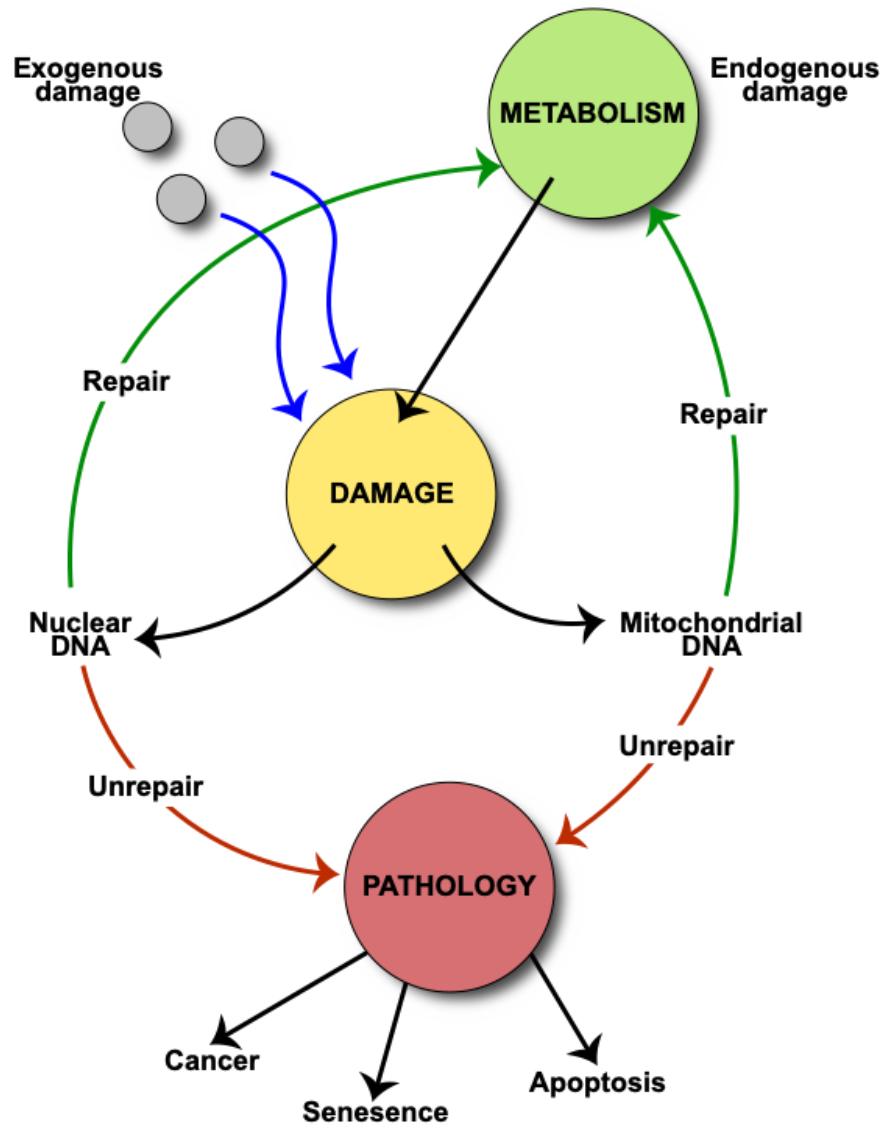 Exogenous
damage
Endogenous
damage
METABOLISM
Repair
Repair
DAMAGE
Nuclear
DNA
Mitochondrial
DNA
Unrepair
Unrepair
PATHOLOGY
Cancer
Senesence
Apoptosis